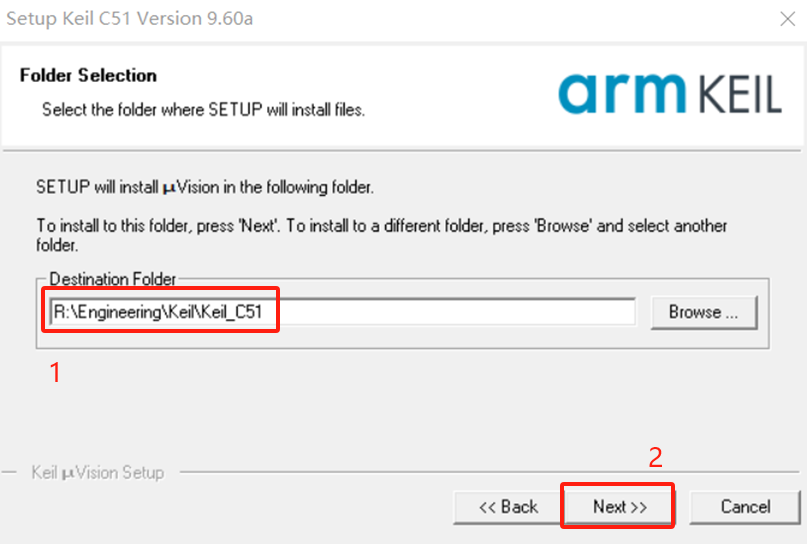 Setup Keil C51 Version 9.60a
Folder Selection
Select the folder where SETUP will install files.
arm KEIL
SETUP will install µVision in the following folder.
To install to this folder, press 'Next'. To install to a different folder, press 'Browse' and select another
folder.
Destination Folder
R:\Engineering\Keil\Keil_C51
Browse ...
1
Keil µVision Setup
2
<< Back
Next >>
Cancel